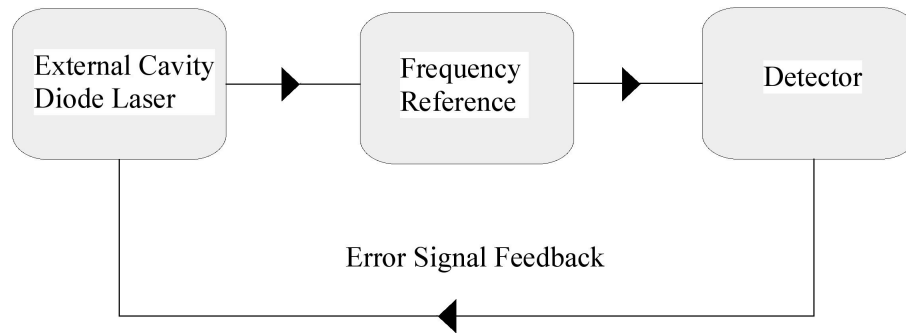 External Cavity
Diode Laser
Frequency
Reference
Detector
Error Signal Feedback